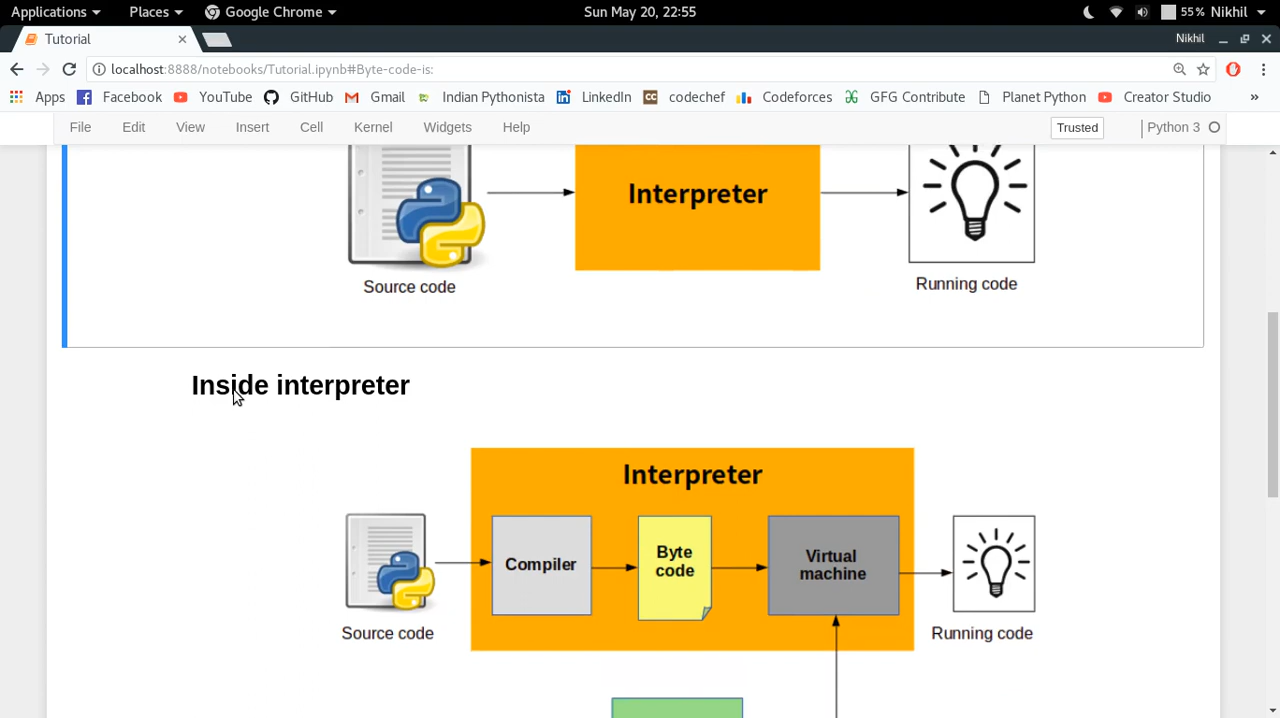 Applications Places Google Chrome Sun May 20, 22:55 55% Nikhil
Tutorial Nikhil
localhost:8888/notebooks/Tutorial.ipynb#Byte-code-is:
Apps Facebook YouTube GitHub Gmail Indian Pythonista LinkedIn codechef Codeforces GFG Contribute Planet Python Creator Studio »
File Edit View Insert Cell Kernel Widgets Help Trusted Python 3
Interpreter
Source code
Running code
Inside interpreter
Interpreter
Compiler
Byte
code
Virtual
machine
Source code
Running code